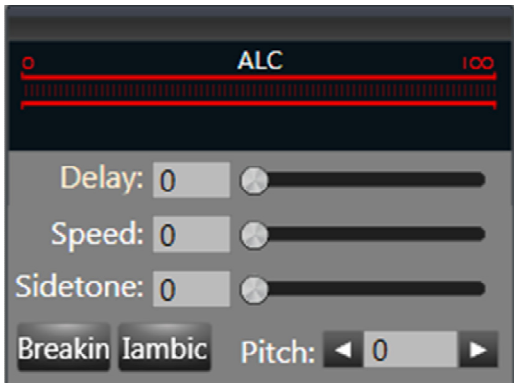 ALC
0 100
Delay: 0
Speed: 0
Sidetone: 0
Breakin Iambic Pitch: 0